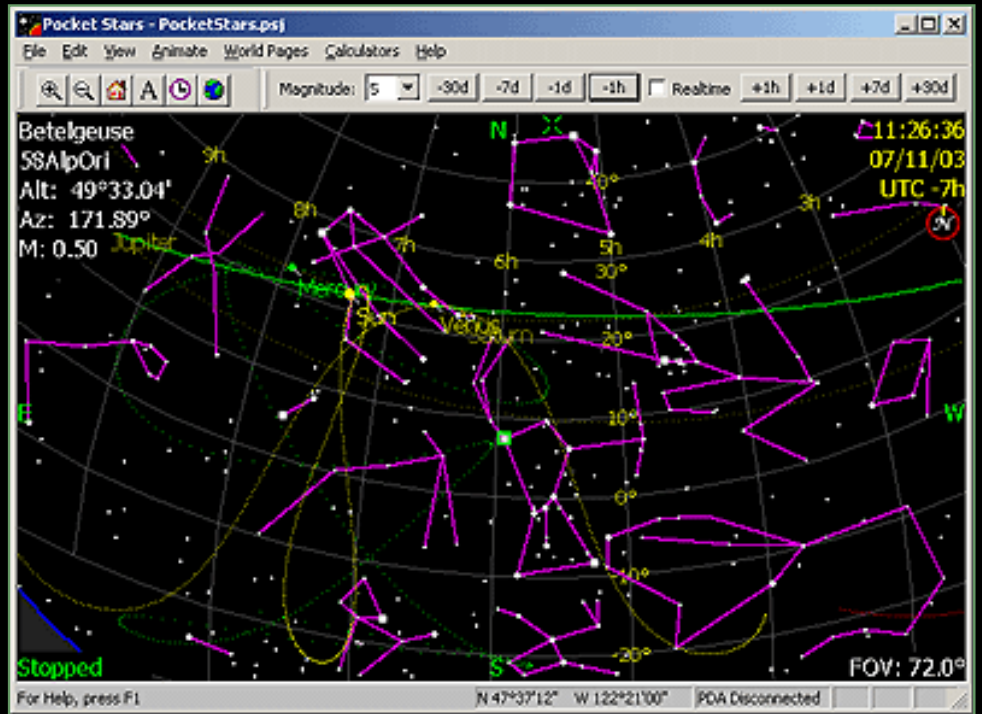 Pocket Stars - PocketStars.psj
File Edit View Animate World Pages Calculators Help
A Magnitude: 5 -30d -7d -1d -1h Realtime +1h +1d +7d +30d
Betelgeuse
58AlpOri
Alt: 49°33.04'
Az: 171.89°
M: 0.50
N
11:26:36
07/11/03
UTC -7h
N
9h
8h
7h
6h
5h
4h
3h
40°
30°
20°
10°
0°
-10°
-20°
Jupiter
Mercury
Sun
Venus
E
W
S
Stopped
FOV: 72.0°
For Help, press F1
N 47°37'12" W 122°21'00"
PDA Disconnected